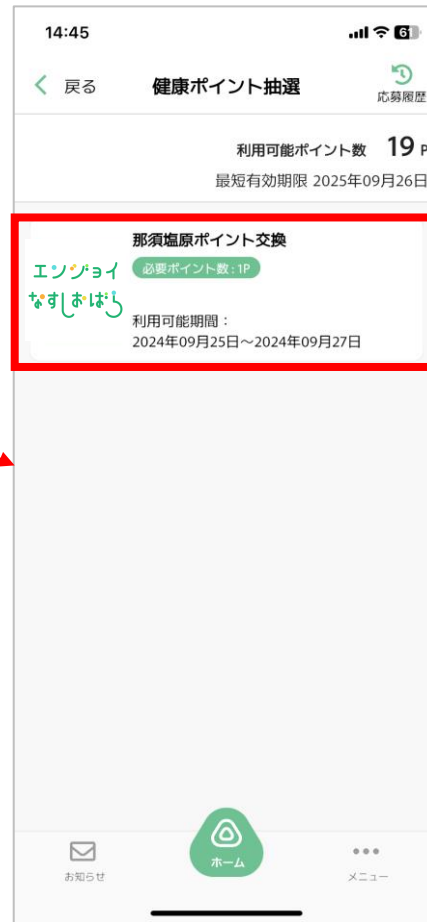 14:45
61
戻る
健康ポイント抽選
応募履歴
利用可能ポイント数 19 P
最短有効期限 2025年09月26日
那須塩原ポイント交換
必要ポイント数:1P
エンジョイ
なすしおばら
利用可能期間:
2024年09月25日～2024年09月27日
お知らせ
ホーム
メニュー